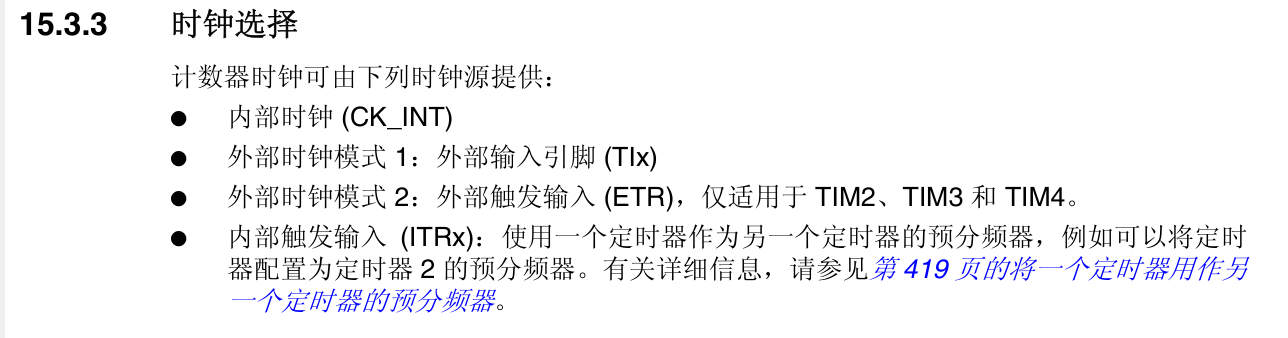 15.3.3 时钟选择
计数器时钟可由下列时钟源提供：
● 内部时钟 (CK_INT)
● 外部时钟模式 1：外部输入引脚 (TIx)
● 外部时钟模式 2：外部触发输入 (ETR)，仅适用于 TIM2、TIM3 和 TIM4。
● 内部触发输入 (ITRx)：使用一个定时器作为另一个定时器的预分频器，例如可以将定时
器配置为定时器 2 的预分频器。有关详细信息，请参见第 419 页的将一个定时器用作另
一个定时器的预分频器。